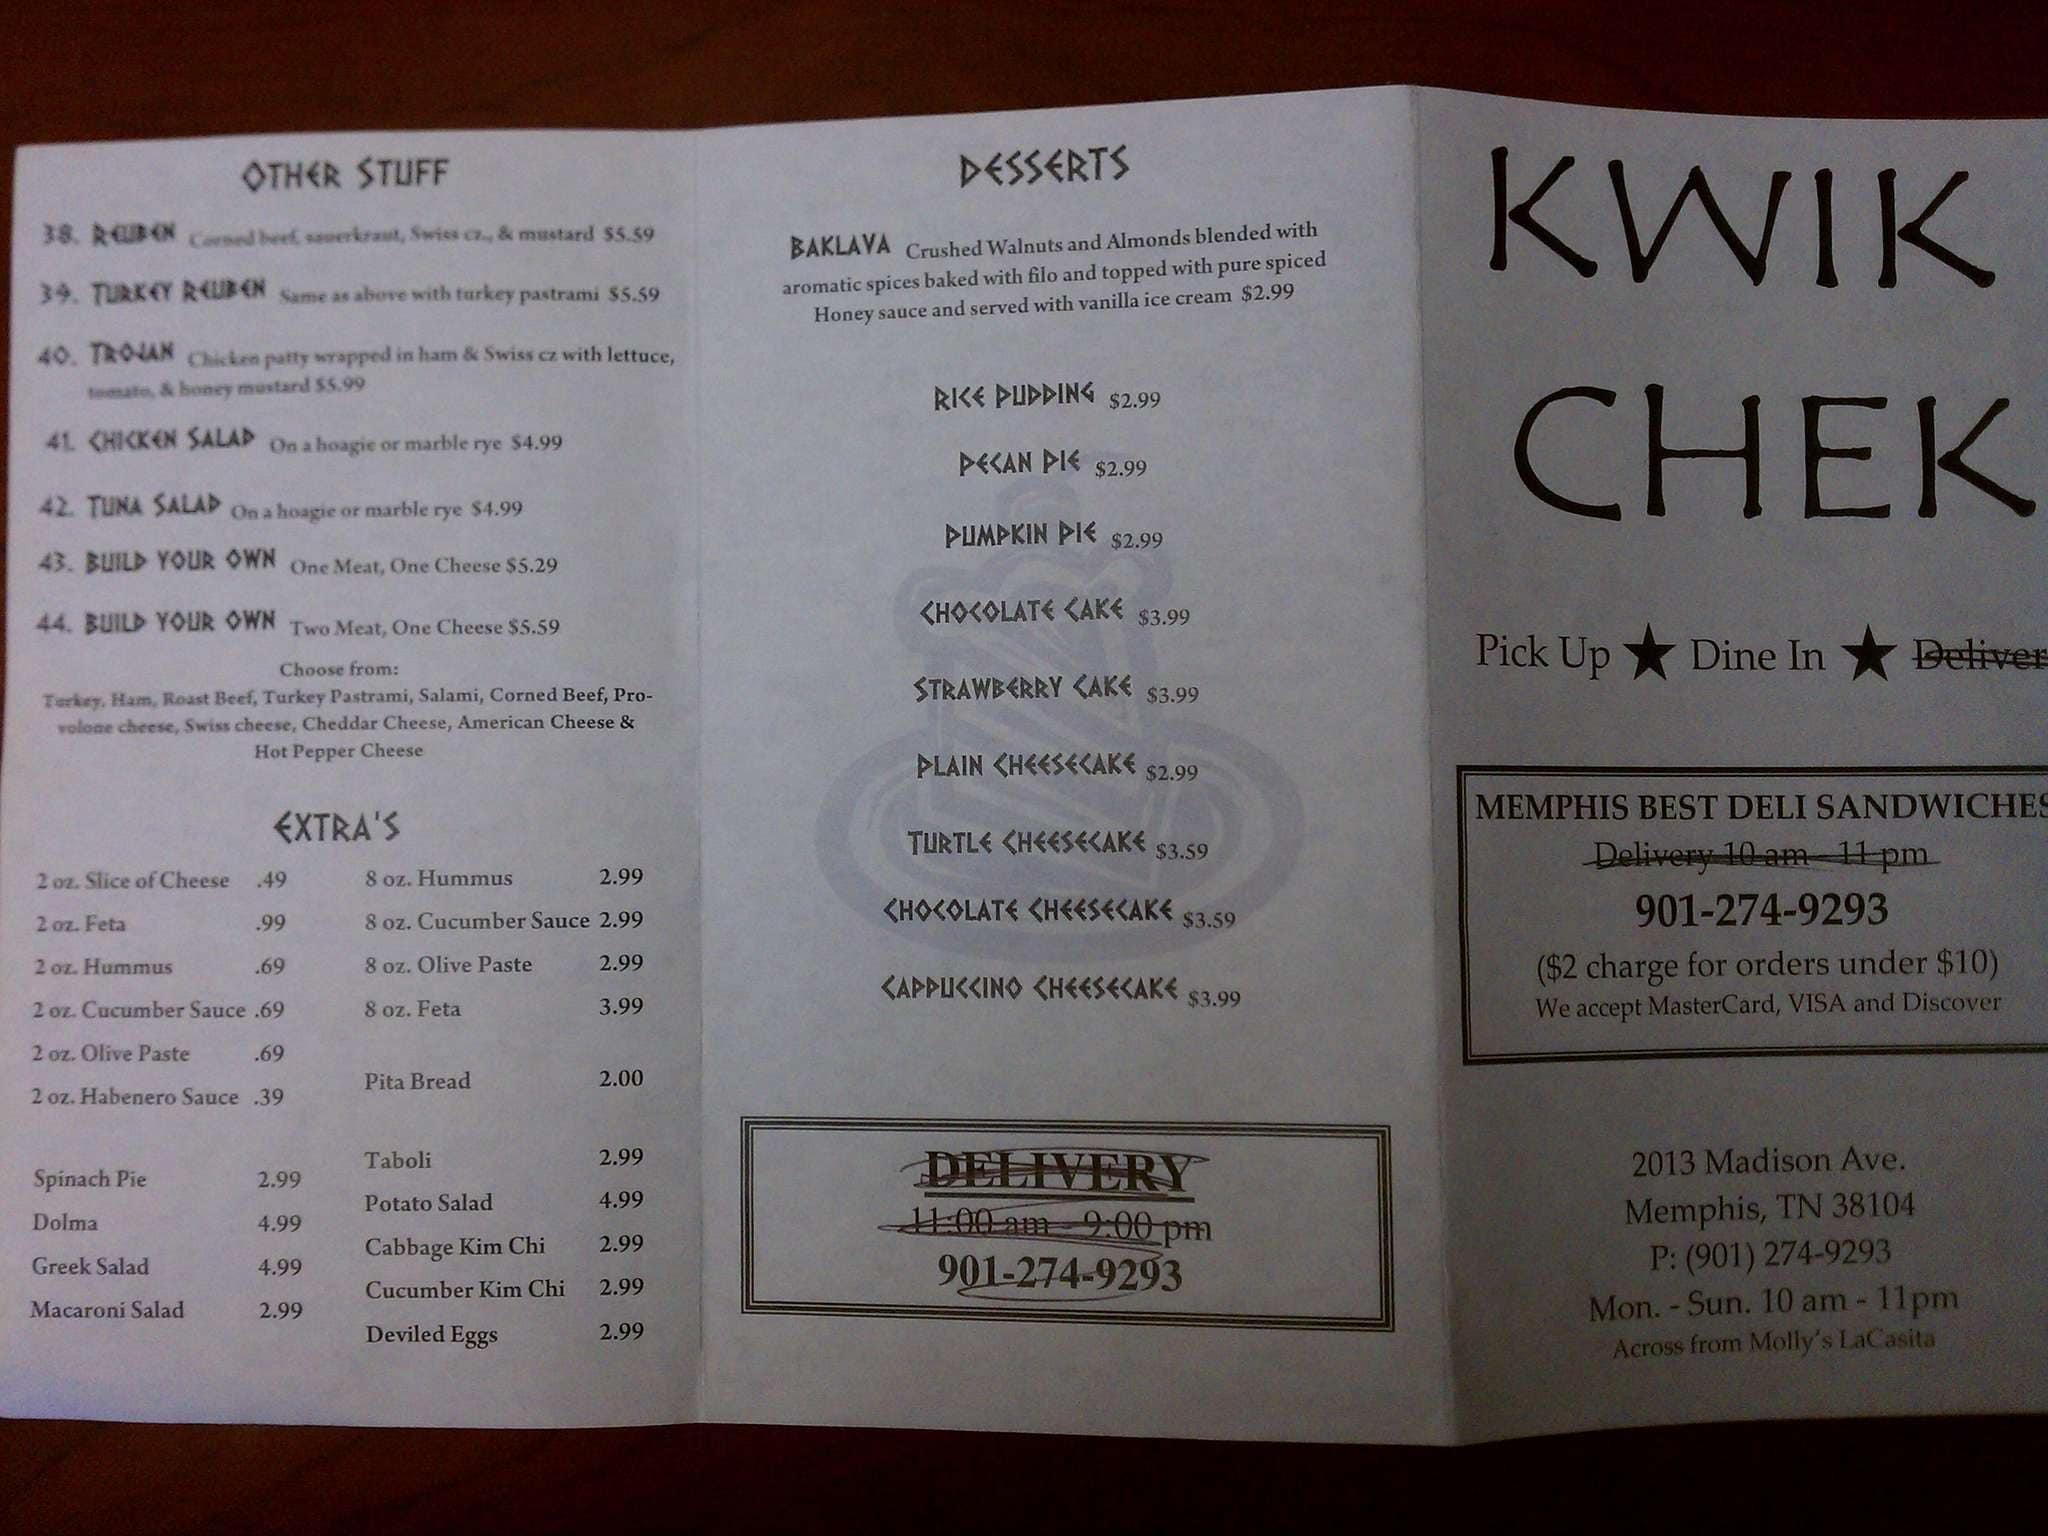 OTHER STUFF
38. REUBEN Corned beef, sauerkraut, Swiss cz., & mustard $5.59
39. TURKEY REUBEN Same as above with turkey pastrami $5.59
40. TROJAN Chicken patty wrapped in ham & Swiss cz with lettuce,
tomato, & honey mustard $5.99
41. CHICKEN SALAD On a hoagie or marble rye $4.99
42. TUNA SALAD On a hoagie or marble rye $4.99
43. BUILD YOUR OWN One Meat, One Cheese $5.29
44. BUILD YOUR OWN Two Meat, One Cheese $5.59
Choose from:
Turkey, Ham, Roast Beef, Turkey Pastrami, Salami, Corned Beef, Pro-
volone cheese, Swiss cheese, Cheddar Cheese, American Cheese &
Hot Pepper Cheese
EXTRA'S
2 oz. Slice of Cheese .49
2 oz. Feta .99
2 oz. Hummus .69
2 oz. Cucumber Sauce .69
2 oz. Olive Paste .69
2 oz. Habenero Sauce .39
Spinach Pie 2.99
Dolma 4.99
Greek Salad 4.99
Macaroni Salad 2.99
8 oz. Hummus 2.99
8 oz. Cucumber Sauce 2.99
8 oz. Olive Paste 2.99
8 oz. Feta 3.99
Pita Bread 2.00
Taboli 2.99
Potato Salad 4.99
Cabbage Kim Chi 2.99
Cucumber Kim Chi 2.99
Deviled Eggs 2.99
DESSERTS
BAKLAVA Crushed Walnuts and Almonds blended with
aromatic spices baked with filo and topped with pure spiced
Honey sauce and served with vanilla ice cream $2.99
RICE PUDDING $2.99
PECAN PIE $2.99
PUMPKIN PIE $2.99
CHOCOLATE CAKE $3.99
STRAWBERRY CAKE $3.99
PLAIN CHEESECAKE $2.99
TURTLE CHEESECAKE $3.59
CHOCOLATE CHEESECAKE $3.59
CAPPUCCINO CHEESECAKE $3.99
DELIVERY
11:00 am - 9:00 pm
901-274-9293
KWIK
CHEK
Pick Up ★ Dine In ★ Deliver
MEMPHIS BEST DELI SANDWICHES
Delivery 10 am - 11 pm
901-274-9293
($2 charge for orders under $10)
We accept MasterCard, VISA and Discover
2013 Madison Ave.
Memphis, TN 38104
P: (901) 274-9293
Mon. - Sun. 10 am - 11pm
Across from Molly's LaCasita